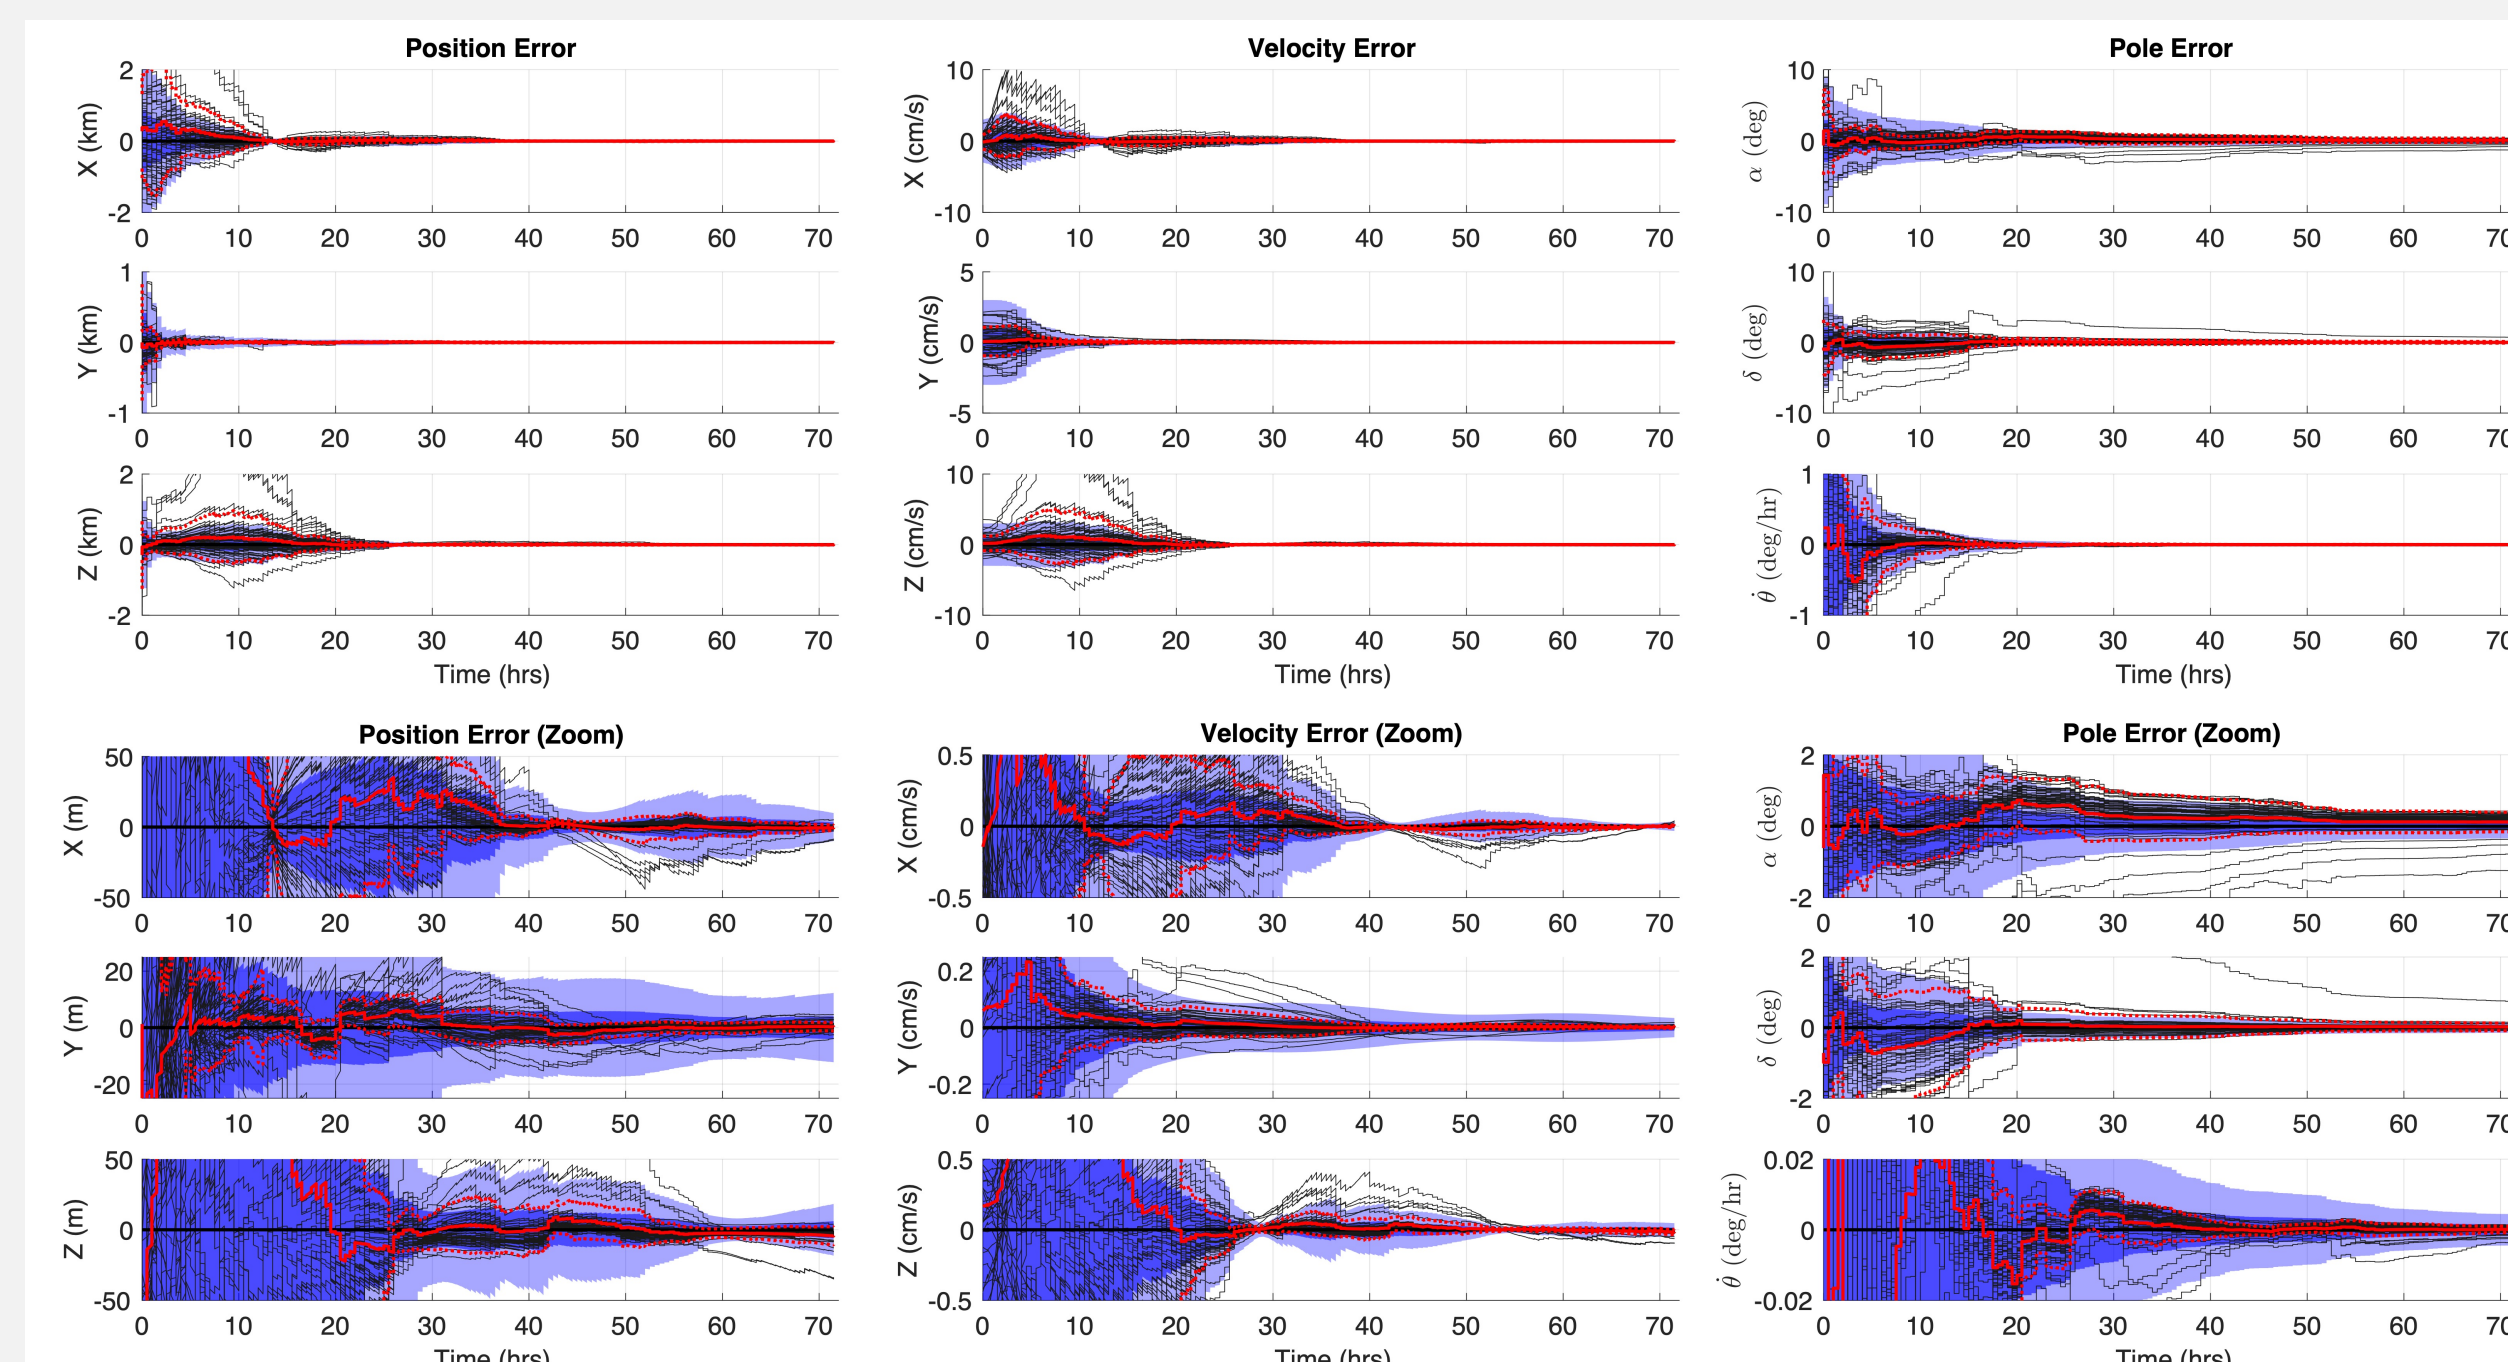 Position Error
Velocity Error
Pole Error
2
0
-2
X (km)
0 10 20 30 40 50 60 70
10
0
-10
X (cm/s)
0 10 20 30 40 50 60 70
10
0
-10
α (deg)
0 10 20 30 40 50 60 70
1
0
-1
Y (km)
0 10 20 30 40 50 60 70
5
0
-5
Y (cm/s)
0 10 20 30 40 50 60 70
10
0
-10
δ (deg)
0 10 20 30 40 50 60 70
2
0
-2
Z (km)
0 10 20 30 40 50 60 70
Time (hrs)
10
0
-10
Z (cm/s)
0 10 20 30 40 50 60 70
Time (hrs)
1
0
-1
θ̇ (deg/hr)
0 10 20 30 40 50 60 70
Time (hrs)
Position Error (Zoom)
Velocity Error (Zoom)
Pole Error (Zoom)
50
0
-50
X (m)
0 10 20 30 40 50 60 70
0.5
0
-0.5
X (cm/s)
0 10 20 30 40 50 60 70
2
0
-2
α (deg)
0 10 20 30 40 50 60 70
20
0
-20
Y (m)
0 10 20 30 40 50 60 70
0.2
0
-0.2
Y (cm/s)
0 10 20 30 40 50 60 70
2
0
-2
δ (deg)
0 10 20 30 40 50 60 70
50
0
-50
Z (m)
0 10 20 30 40 50 60 70
Time (hrs)
0.5
0
-0.5
Z (cm/s)
0 10 20 30 40 50 60 70
Time (hrs)
0.02
0
-0.02
θ̇ (deg/hr)
0 10 20 30 40 50 60 70
Time (hrs)